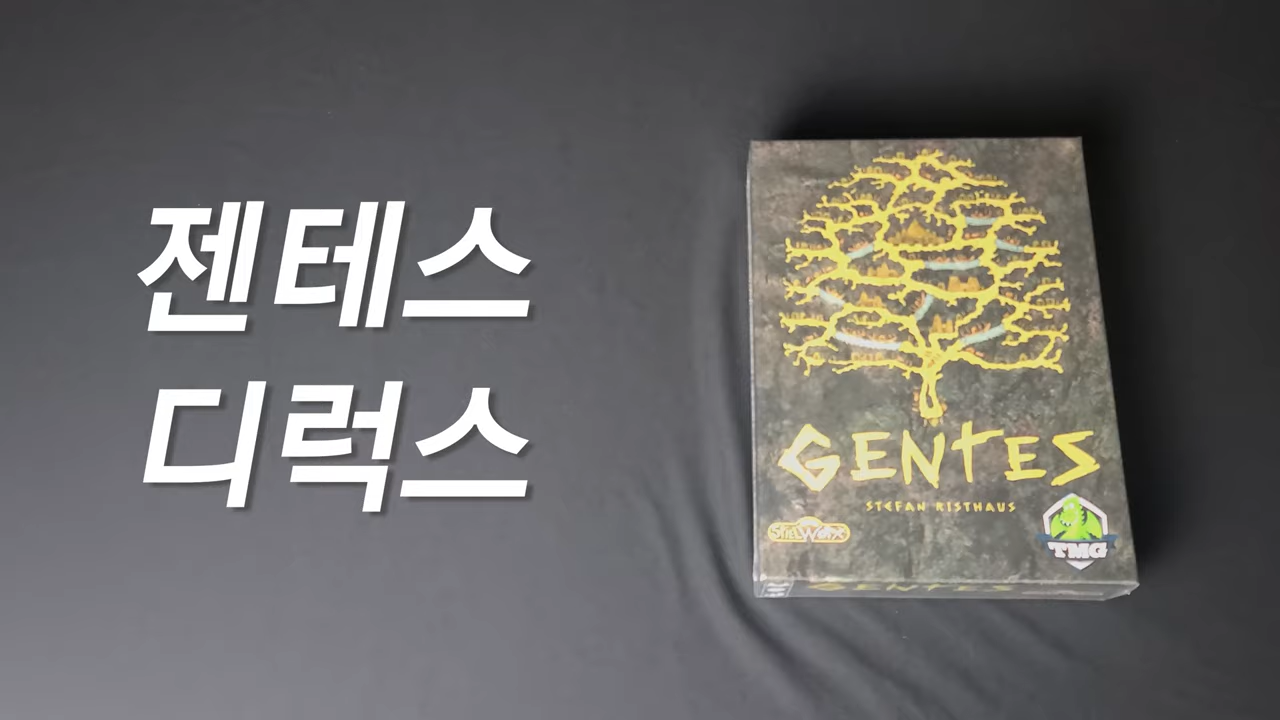 젠테스
디럭스
GENTES
STEFAN RISTHAUS
SPIELWORXX
TMG
GENTES